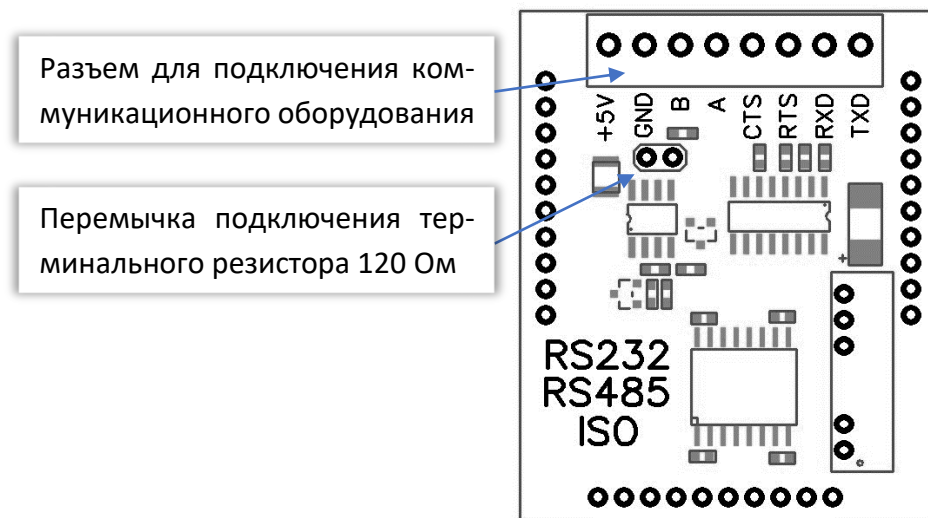 Разъем для подключения ком-
муникационного оборудования
+5V
GND
B
A
CTS
RTS
RXD
TXD
Перемычка подключения тер-
минального резистора 120 Ом
+
RS232
RS485
ISO